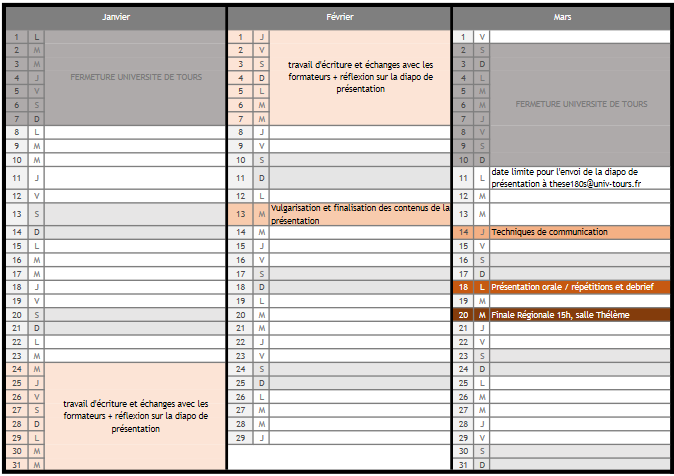 Janvier
1 L
2 M
3 M
4 J FERMETURE UNIVERSITE DE TOURS
5 V
6 S
7 D
8 L
9 M
10 M
11 J
12 V
13 S
14 D
15 L
16 M
17 M
18 J
19 V
20 S
21 D
22 L
23 M
24 M
25 J
26 V
27 S
28 D
29 L
30 M
31 M
travail d'écriture et échanges avec les
formateurs + réflexion sur la diapo de
présentation
Février
1 J
2 V
3 S
4 D
5 L
6 M
7 M
travail d'écriture et échanges avec les
formateurs + réflexion sur la diapo de
présentation
8 J
9 V
10 S
11 D
12 L
13 M Vulgarisation et finalisation des contenus de la
présentation
14 M
15 J
16 V
17 S
18 D
19 L
20 M
21 M
22 J
23 V
24 S
25 D
26 L
27 M
28 M
29 J
Mars
1 V
2 S
3 D
4 L
5 M
6 M FERMETURE UNIVERSITE DE TOURS
7 J
8 V
9 S
10 D
11 L date limite pour l'envoi de la diapo de
présentation à these180s@univ-tours.fr
12 M
13 M
14 J Techniques de communication
15 V
16 S
17 D
18 L Présentation orale / répétitions et debrief
19 M
20 M Finale Régionale 15h, salle Thélème
21 J
22 V
23 S
24 D
25 L
26 M
27 M
28 J
29 V
30 S
31 D